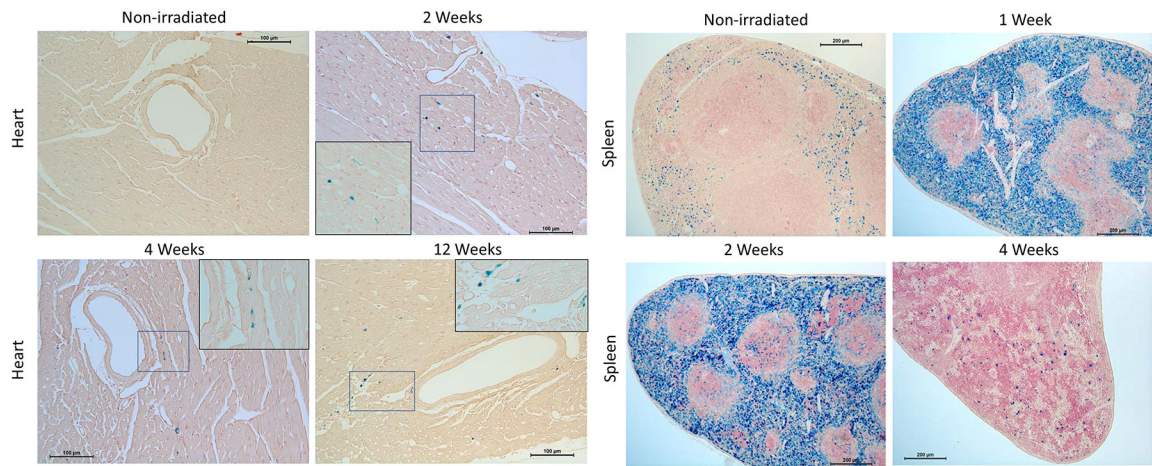 Non-irradiated
2 Weeks
Non-irradiated
1 Week
Heart
100 µm
100 µm
Spleen
200 µm
200 µm
4 Weeks
12 Weeks
2 Weeks
4 Weeks
Heart
100 µm
100 µm
Spleen
200 µm
200 µm